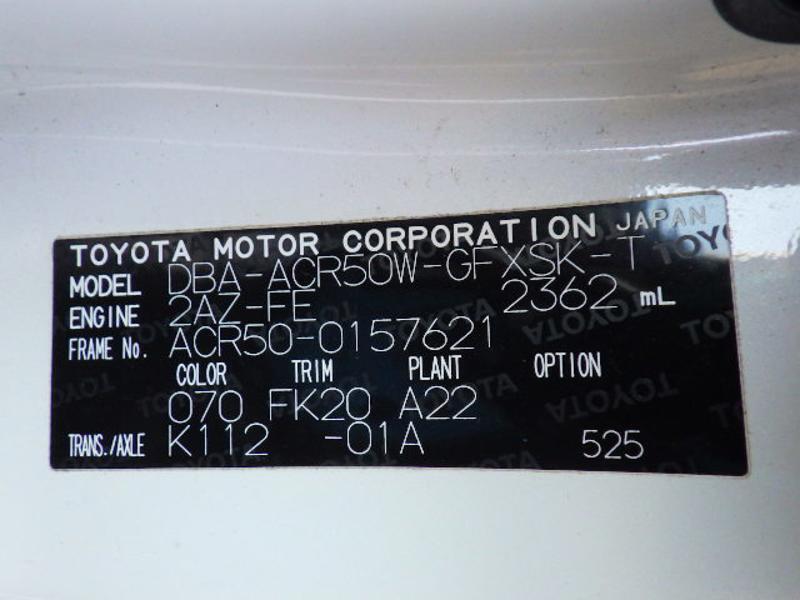 TOYOTA MOTOR CORPORATION JAPAN
MODEL DBA-ACR50W-GFXSK-T
ENGINE 2AZ-FE 2362 mL
FRAME No. ACR50-0157621
COLOR TRIM PLANT OPTION
070 FK20 A22
TRANS./AXLE K112 -01A 525